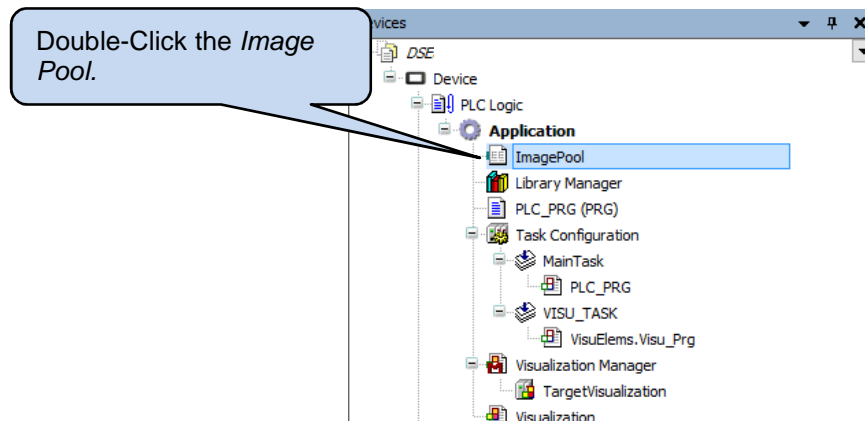 Double-Click the Image
Pool.
vices
DSE
Device
PLC Logic
Application
ImagePool
Library Manager
PLC_PRG (PRG)
Task Configuration
MainTask
PLC_PRG
VISU_TASK
VisuElems.Visu_Prg
Visualization Manager
TargetVisualization
Visualization